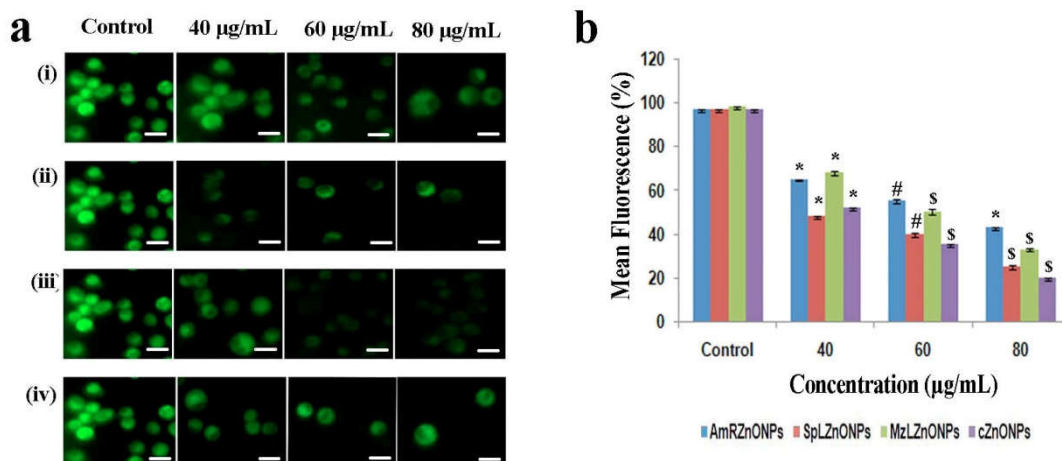 a
Control 40 µg/mL 60 µg/mL 80 µg/mL
(i)
(ii)
(iii)
(iv)
b
Mean Fluorescence (%)
120
100
80
60
40
20
0
* * * *
# # $ $
* $ $ $
Control 40 60 80
Concentration (µg/mL)
AmRZnONPs SpLZnONPs MzLZnONPs cZnONPs